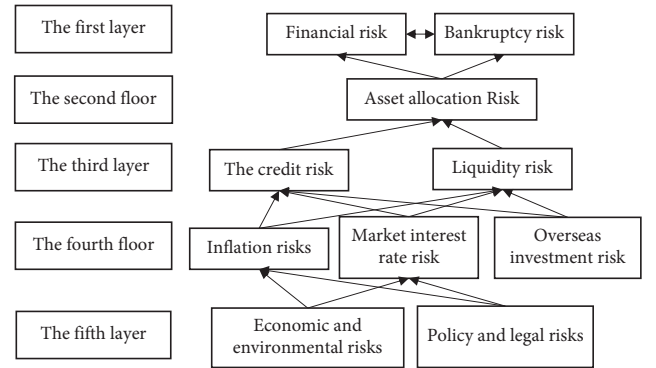 The first layer
Financial risk
Bankruptcy risk
The second floor
Asset allocation Risk
The third layer
The credit risk
Liquidity risk
The fourth floor
Inflation risks
Market interest
rate risk
Overseas
investment risk
The fifth layer
Economic and
environmental risks
Policy and legal risks